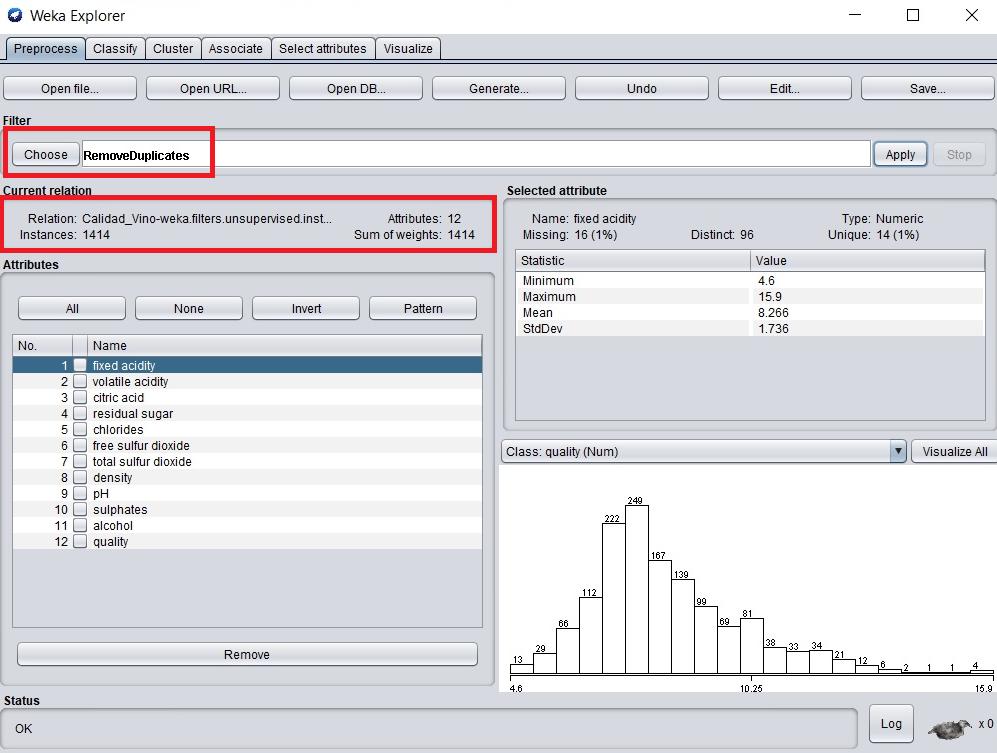 Weka Explorer
Preprocess Classify Cluster Associate Select attributes Visualize
Open file... Open URL... Open DB... Generate... Undo Edit... Save...
Filter
Choose RemoveDuplicates Apply Stop
Current relation
Relation: Calidad_Vino-weka.filters.unsupervised.inst... Attributes: 12
Instances: 1414 Sum of weights: 1414
Attributes
All None Invert Pattern
No. Name
1 fixed acidity
2 volatile acidity
3 citric acid
4 residual sugar
5 chlorides
6 free sulfur dioxide
7 total sulfur dioxide
8 density
9 pH
10 sulphates
11 alcohol
12 quality
Remove
Selected attribute
Name: fixed acidity Type: Numeric
Missing: 16 (1%) Distinct: 96 Unique: 14 (1%)
Statistic Value
Minimum 4.6
Maximum 15.9
Mean 8.266
StdDev 1.736
Class: quality (Num) Visualize All
13 29 66 112 222 249 167 139 99 69 81 38 33 34 21 12 6 2 1 1 4
4.6 10.25 15.9
Status
OK Log x 0